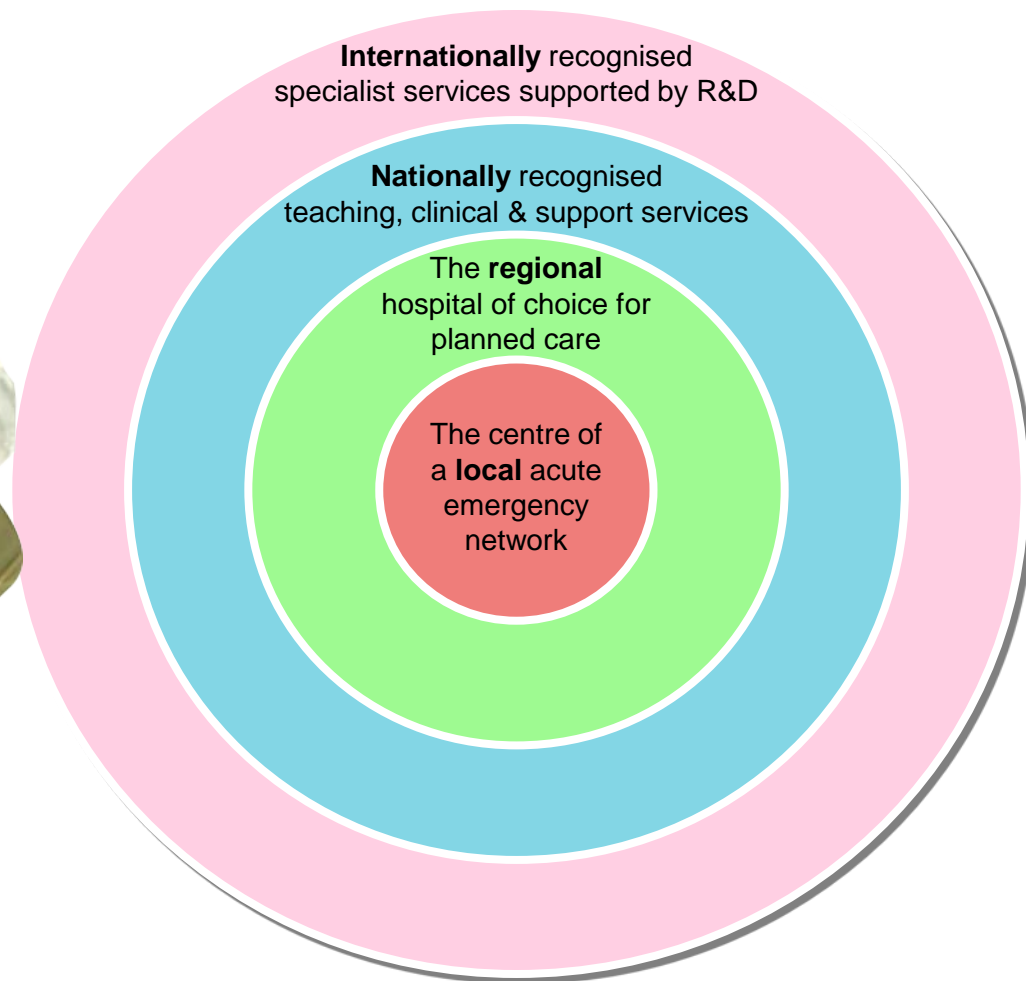 Internationally recognised
specialist services supported by R&D
Nationally recognised
teaching, clinical & support services
The regional
hospital of choice for
planned care
The centre of
a local acute
emergency
network